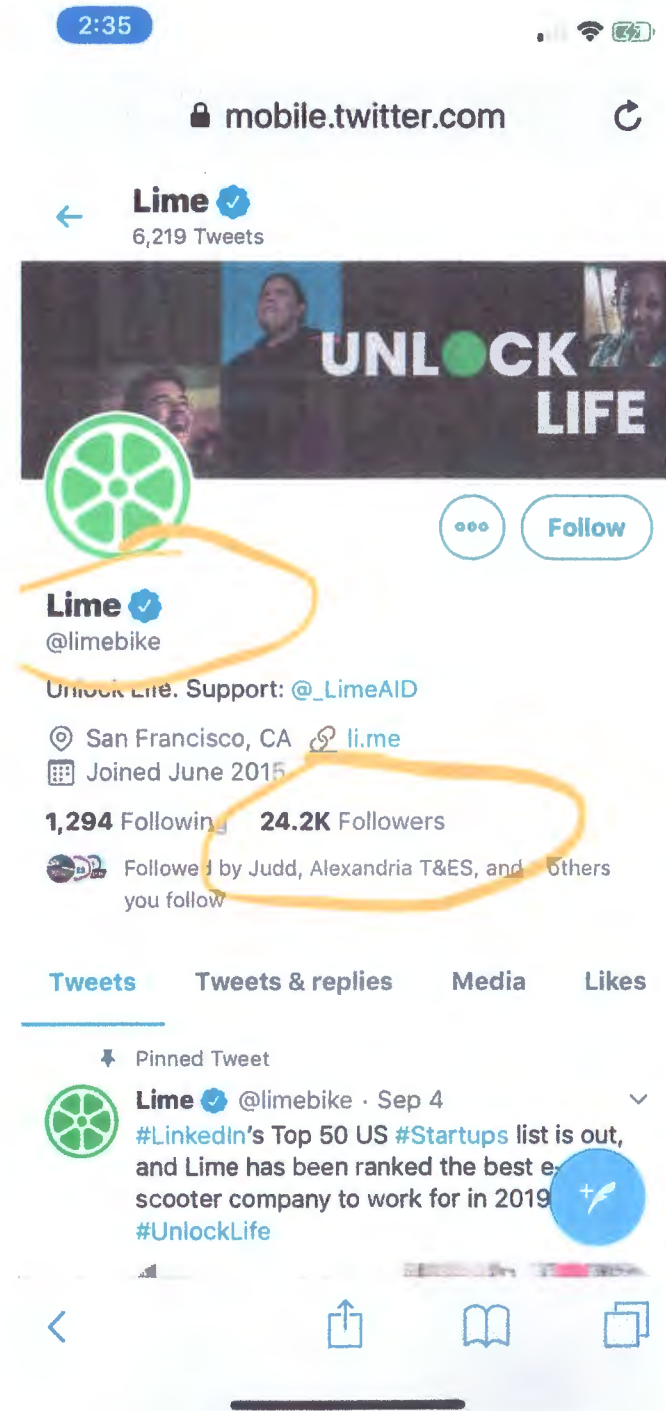 2:35
mobile.twitter.com
Lime
6,219 Tweets
UNLOCK
LIFE
Follow
Lime
@limebike
Unlock Life. Support: @_LimeAID
San Francisco, CA li.me
Joined June 2015
1,294 Following 24.2K Followers
Followed by Judd, Alexandria T&ES, and others
you follow
Tweets Tweets & replies Media Likes
Pinned Tweet
Lime @limebike · Sep 4
#LinkedIn's Top 50 US #Startups list is out,
and Lime has been ranked the best e-
scooter company to work for in 2019
#UnlockLife